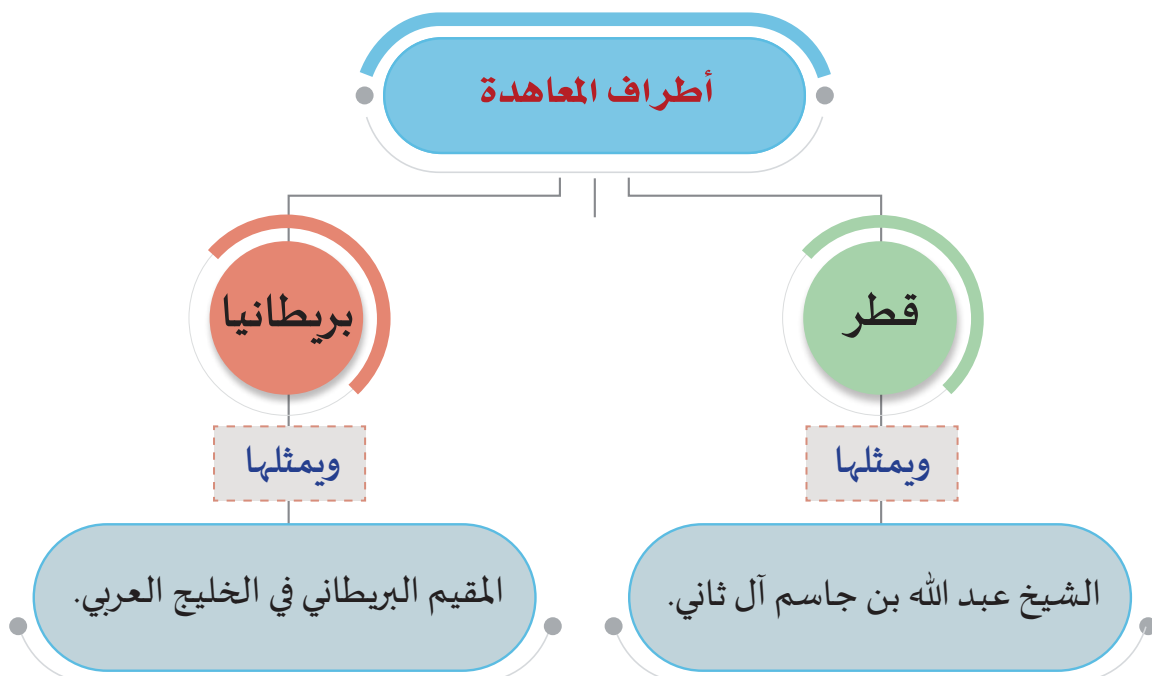 أطراف المعاهدة
قطر
بريطانيا
ويمثلها
ويمثلها
الشيخ عبد الله بن جاسم آل ثاني.
المقيم البريطاني في الخليج العربي.